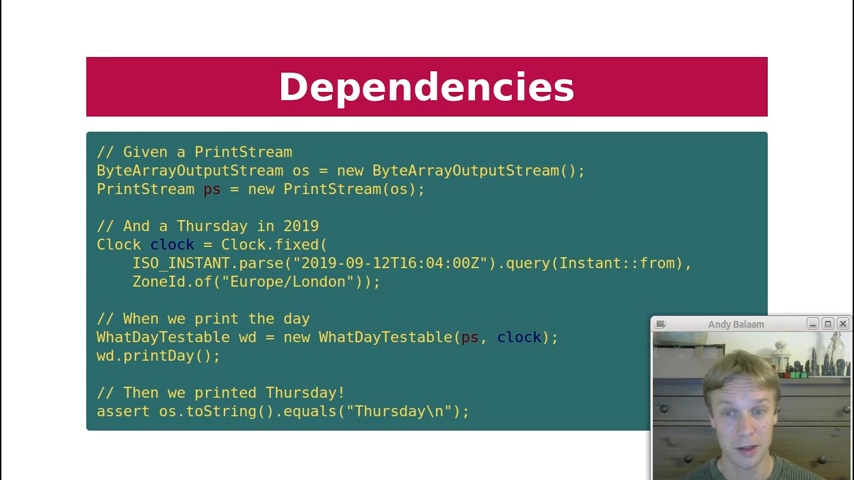 Dependencies
// Given a PrintStream
ByteArrayOutputStream os = new ByteArrayOutputStream();
PrintStream ps = new PrintStream(os);
// And a Thursday in 2019
Clock clock = Clock.fixed(
ISO_INSTANT.parse("2019-09-12T16:04:00Z").query(Instant::from),
ZoneId.of("Europe/London"));
// When we print the day
WhatDayTestable wd = new WhatDayTestable(ps, clock);
wd.printDay();
// Then we printed Thursday!
assert os.toString().equals("Thursday\n");
Andy Balaam